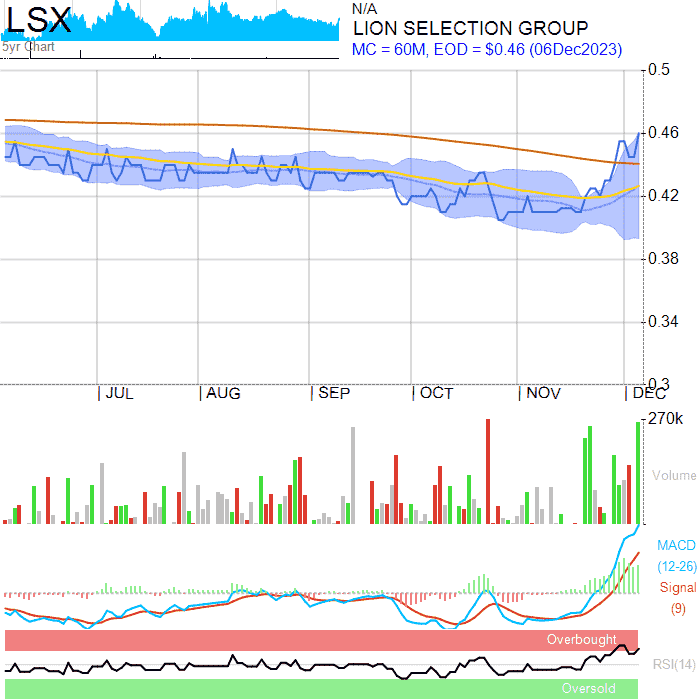 LSX
5yr Chart
N/A
LION SELECTION GROUP
MC = 60M, EOD = $0.46 (06Dec2023)
0.5
0.46
0.42
0.38
0.34
0.3
JUL AUG SEP OCT NOV DEC
270k
Volume
MACD
(12-26)
Signal
(9)
Overbought
RSI(14)
Oversold